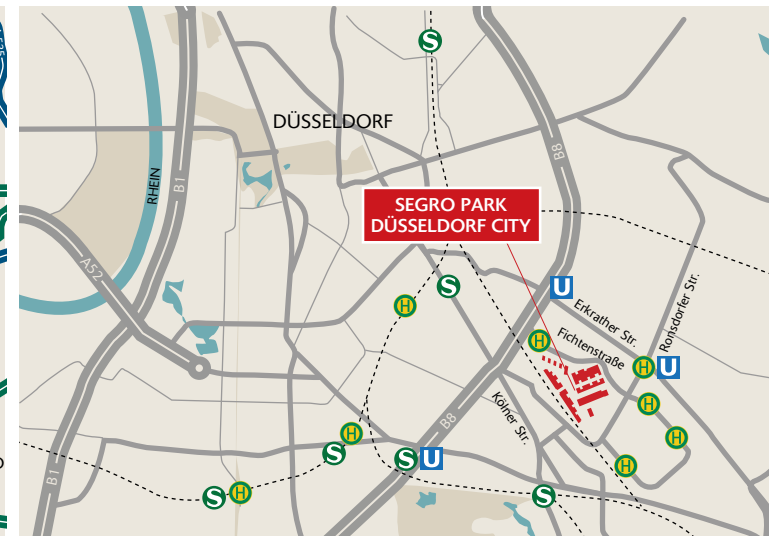 S
DÜSSELDORF
B8
B1
RHEIN
SEGRO PARK
DÜSSELDORF CITY
A52
S
U
H
Erkrather Str.
Ronsdorfer Str.
H
Fichtenstraße
H
U
Kölner Str.
H
B8
H
H
S
S
U
H
B1
S
H
S